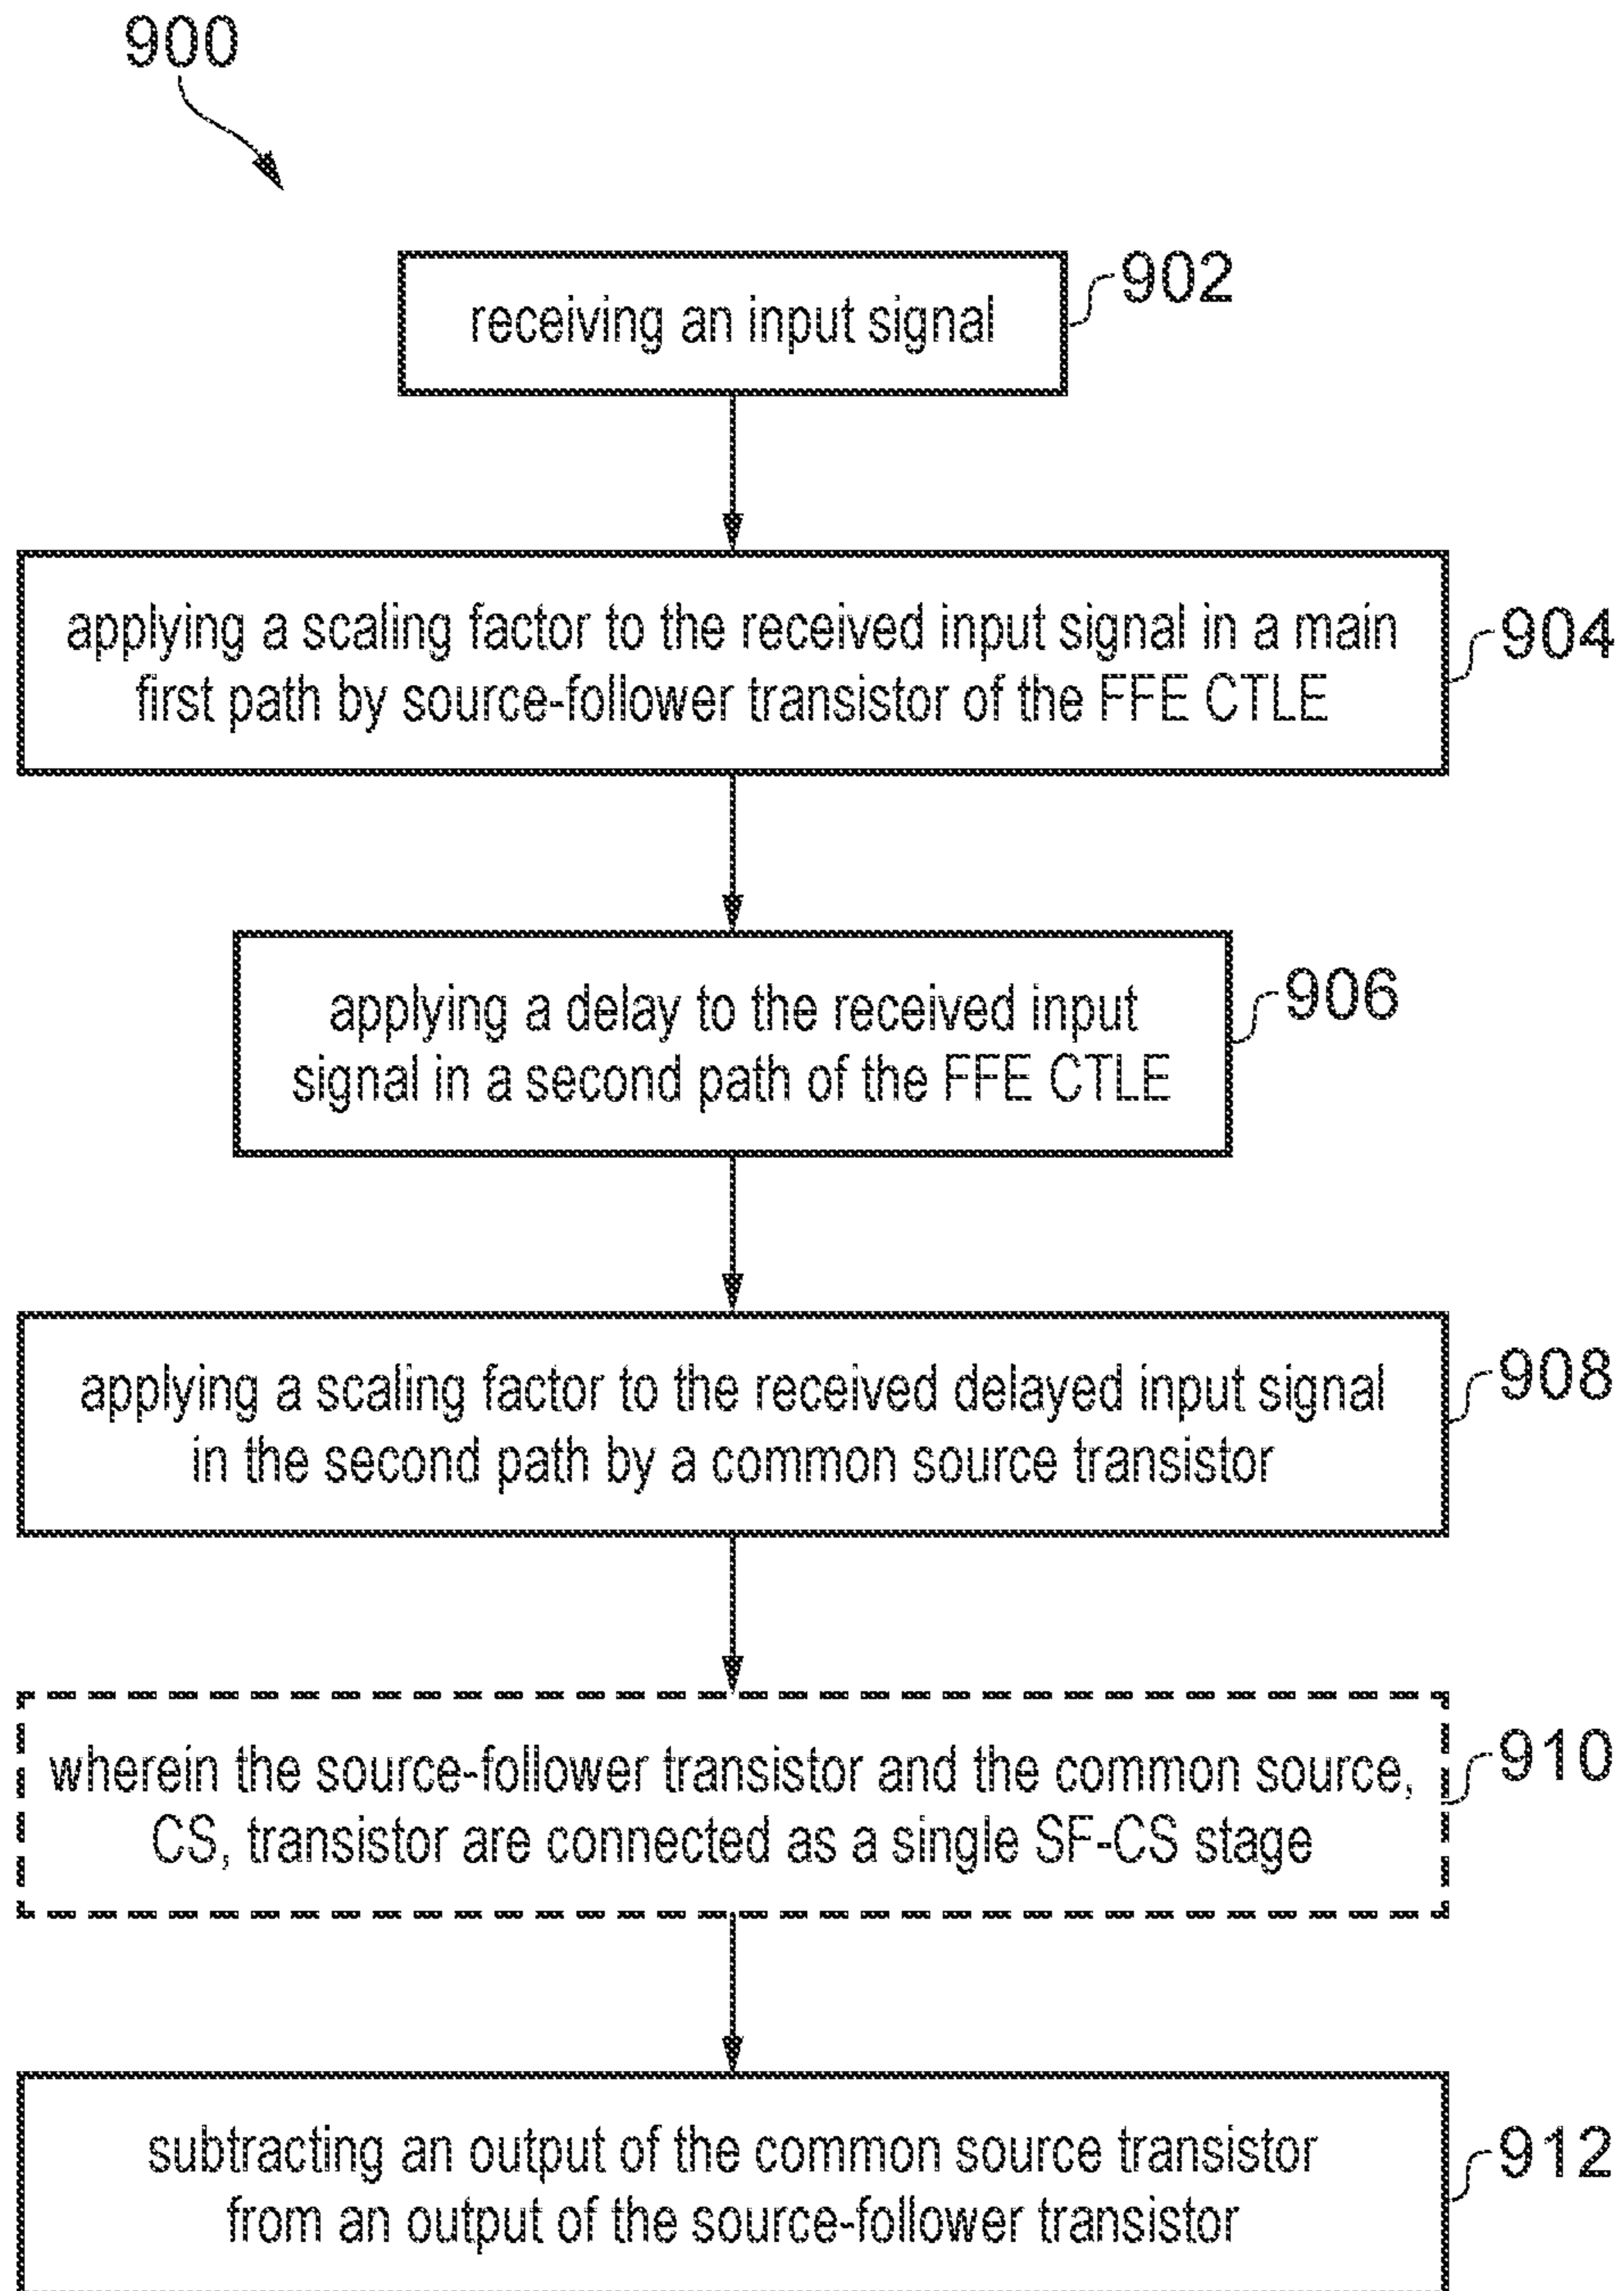 900
receiving an input signal
902
applying a scaling factor to the received input signal in a main
first path by source-follower transistor of the FFE CTLE
904
applying a delay to the received input
signal in a second path of the FFE CTLE
906
applying a scaling factor to the received delayed input signal
in the second path by a common source transistor
908
wherein the source-follower transistor and the common source,
CS, transistor are connected as a single SF-CS stage
910
subtracting an output of the common source transistor
from an output of the source-follower transistor
912